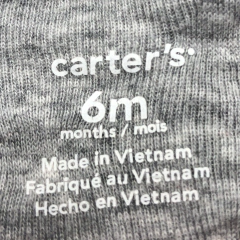 carter's®
6m
months / mois
Made in Vietnam
Fabriqué au Vietnam
Hecho en Vietnam